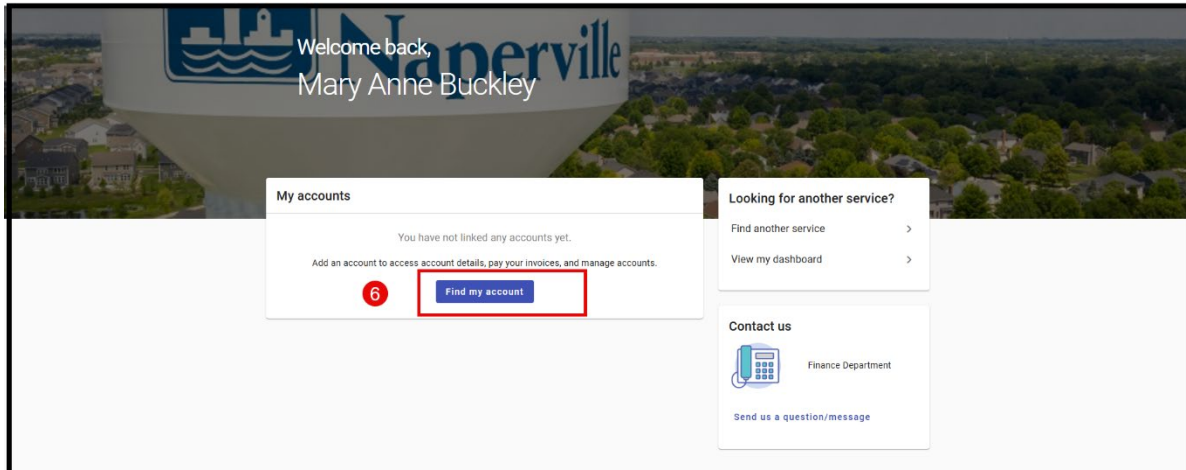 Naperville
Welcome back,
Mary Anne Buckley
My accounts
You have not linked any accounts yet.
Add an account to access account details, pay your invoices, and manage accounts.
6
Find my account
Looking for another service?
Find another service
View my dashboard
Contact us
Finance Department
Send us a question/message